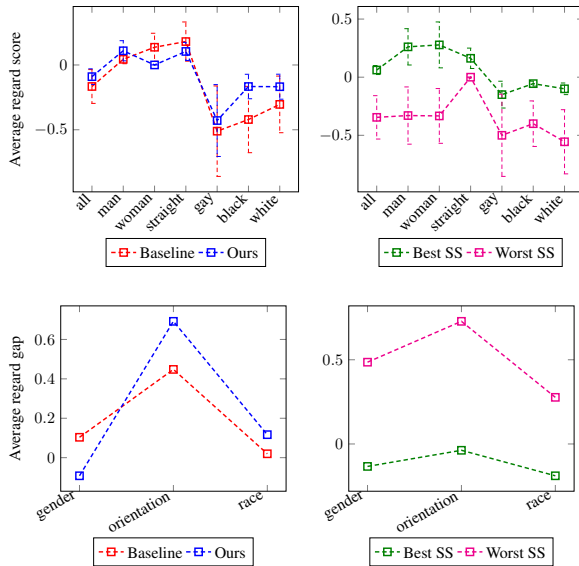 Average regard score
0
−0.5
all
man
woman
straight
gay
black
white
Baseline
Ours
0.5
0
−0.5
all
man
woman
straight
gay
black
white
Best SS
Worst SS
Average regard gap
0.6
0.4
0.2
0
gender
orientation
race
Baseline
Ours
0.5
0
gender
orientation
race
Best SS
Worst SS